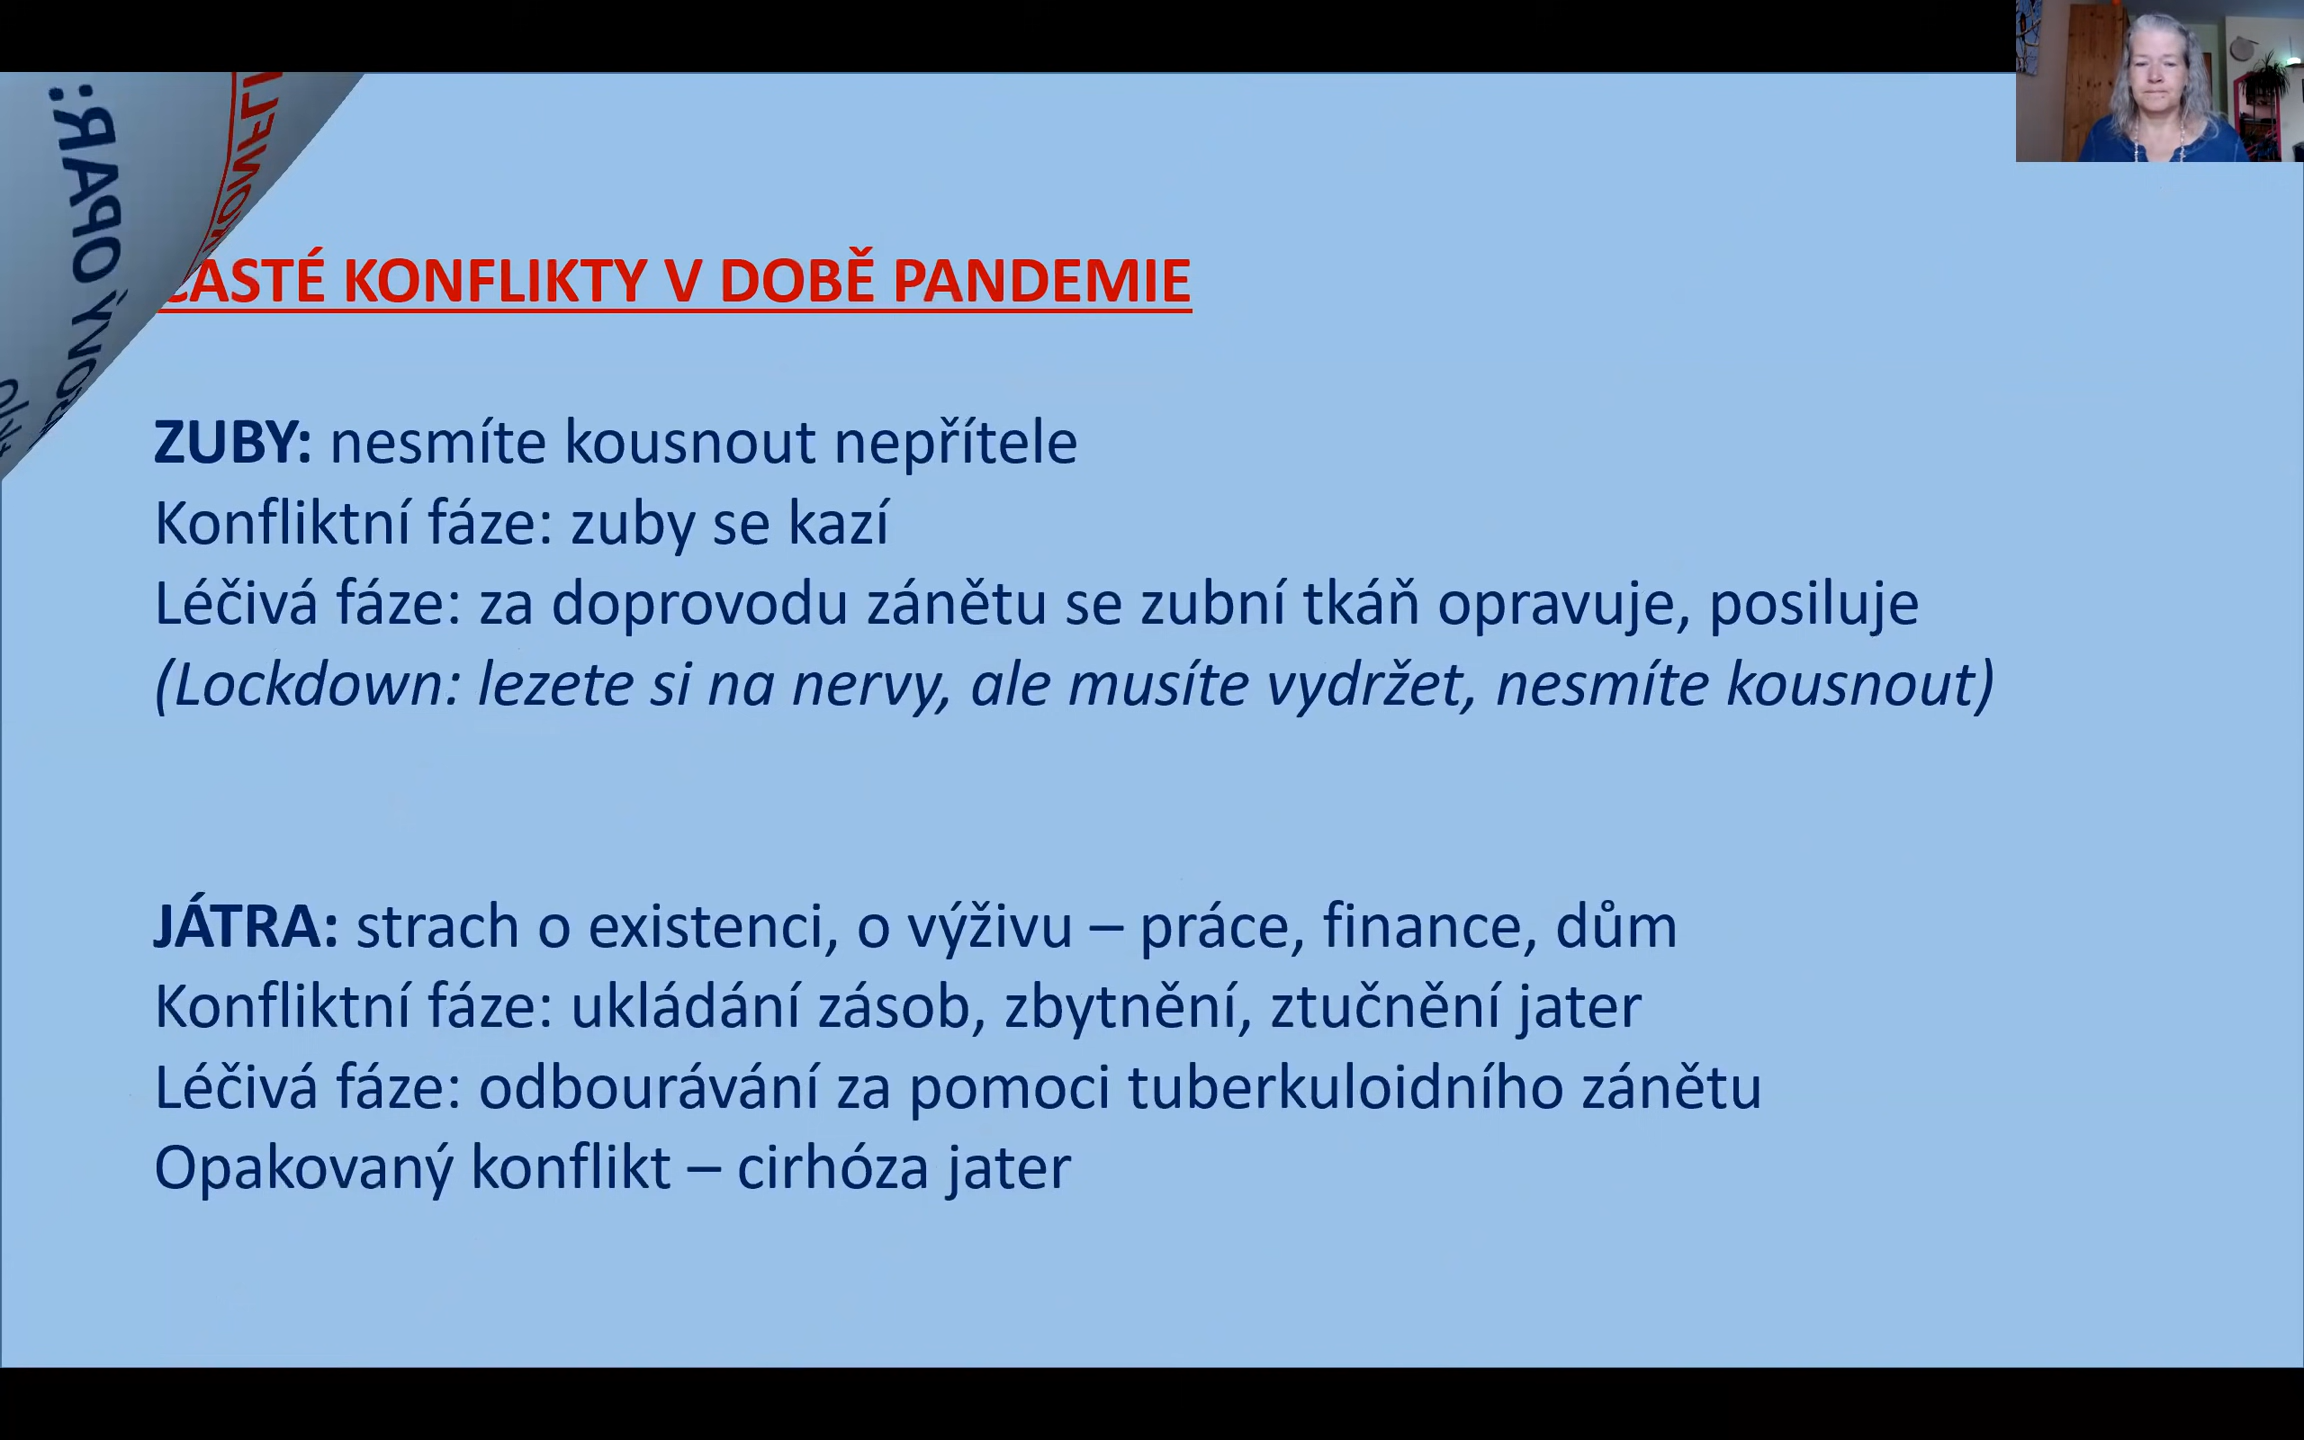 ČASTÉ KONFLIKTY V DOBĚ PANDEMIE
ZUBY: nesmíte kousnout nepřítele
Konfliktní fáze: zuby se kazí
Léčivá fáze: za doprovodu zánětu se zubní tkáň opravuje, posiluje
(Lockdown: lezete si na nervy, ale musíte vydržet, nesmíte kousnout)
JÁTRA: strach o existenci, o výživu – práce, finance, dům
Konfliktní fáze: ukládání zásob, zbytnění, ztučnění jater
Léčivá fáze: odbourávání za pomoci tuberkuloidního zánětu
Opakovaný konflikt – cirhóza jater